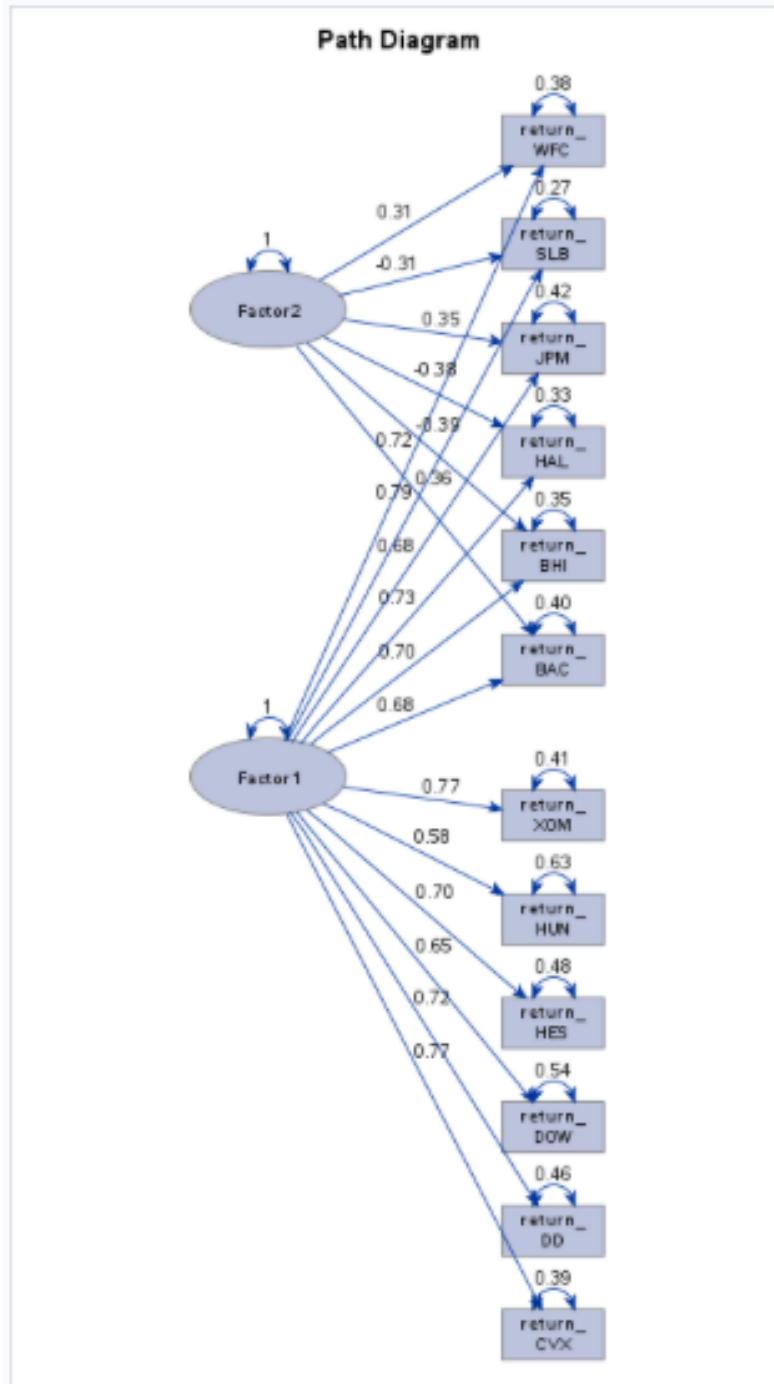 Path Diagram
0.38
return_
WFC
0.27
0.31
return_
SLB
1
-0.31
0.42
Factor2
0.35
return_
JPM
-0.38
0.33
-0.39
0.72
return_
HAL
0.36
0.79
0.35
0.68
return_
BHI
0.73
0.40
0.70
return_
BAC
0.68
1
0.41
Factor1
0.77
return_
XOM
0.58
0.63
0.70
return_
HUN
0.65
0.48
0.72
return_
HES
0.77
0.54
return_
DOW
0.46
return_
DD
0.39
return_
CVX